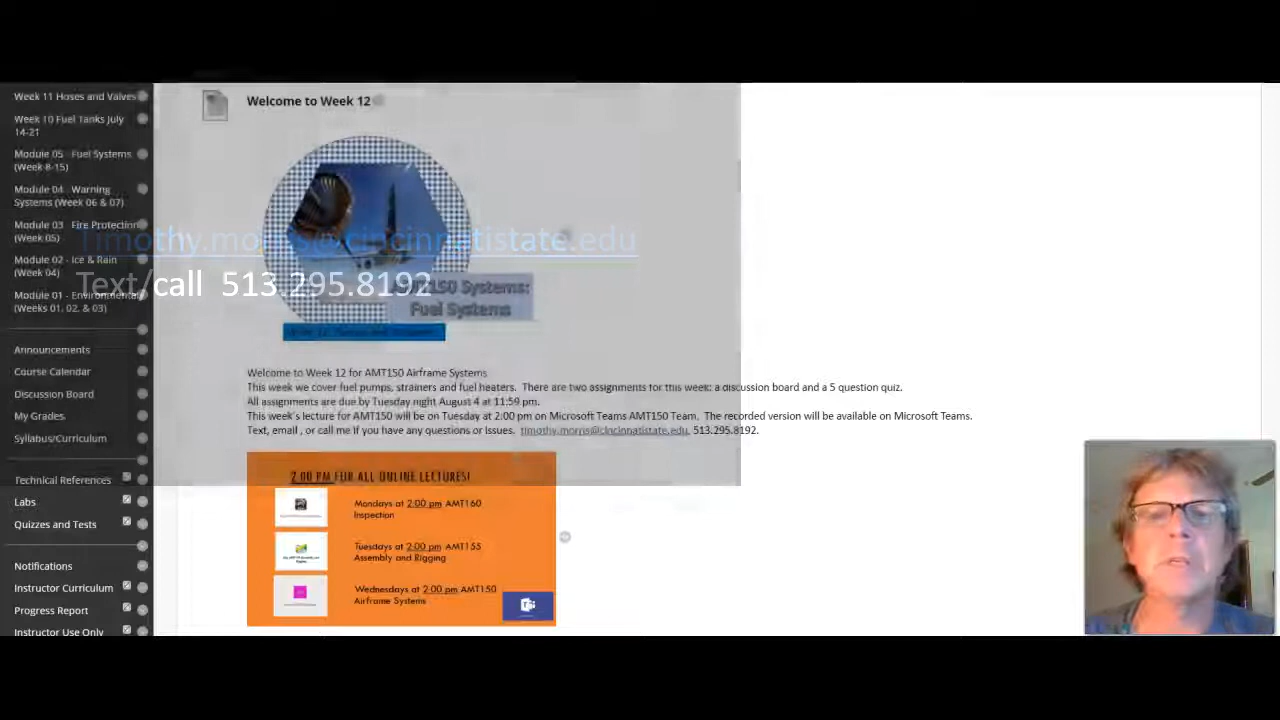 Week 11 Hoses and Valves
Week 10 Fuel Tanks July
14-21
Module 05 - Fuel Systems
(Week 8-15)
Module 04 - Warning
Systems (Week 06 & 07)
Module 03 - Fire Protection
(Week 05)
Module 02 - Ice & Rain
(Week 04)
Module 01 - Environmental
(Weeks 01, 02, & 03)
Announcements
Course Calendar
Discussion Board
My Grades
Syllabus/Curriculum
Technical References
Labs
Quizzes and Tests
Notifications
Instructor Curriculum
Progress Report
Instructor Use Only
Welcome to Week 12
Timothy.morris@cincinnatistate.edu
Text/call 513.295.8192
AMT150 Systems:
Fuel Systems
Welcome to Week 12 for AMT150 Airframe Systems
This week we cover fuel pumps, strainers and fuel heaters. There are two assignments for this week: a discussion board and a 5 question quiz.
All assignments are due by Tuesday night August 4 at 11:59 pm.
This week's lecture for AMT150 will be on Tuesday at 2:00 pm on Microsoft Teams AMT150 Team. The recorded version will be available on Microsoft Teams.
Text, email , or call me if you have any questions or issues. timothy.morris@cincinnatistate.edu, 513.295.8192.
2:00 PM FOR ALL ONLINE LECTURES!
Mondays at 2:00 pm AMT160
Inspection
Tuesdays at 2:00 pm AMT155
Assembly and Rigging
Wednesdays at 2:00 pm AMT150
Airframe Systems